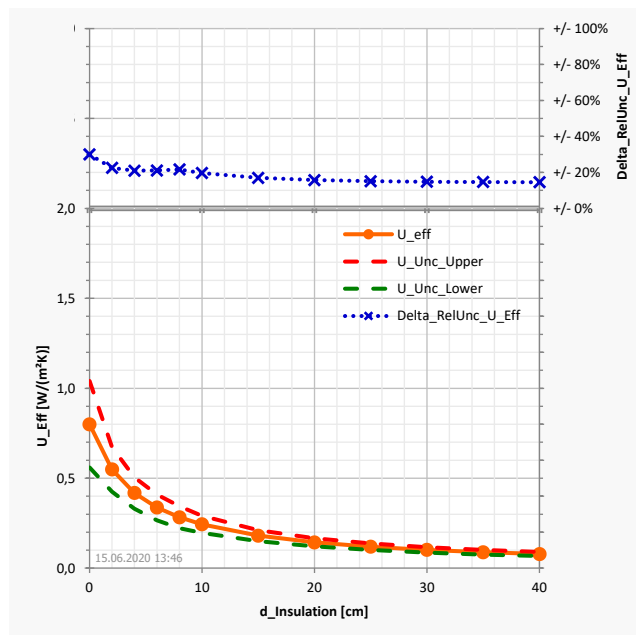 +/- 100%
+/- 80%
+/- 60%
+/- 40%
+/- 20%
+/- 0%
Delta_RelUnc_U_Eff
2,0
1,5
1,0
0,5
0,0
U_Eff [W/(m²K)]
U_eff
U_Unc_Upper
U_Unc_Lower
Delta_RelUnc_U_Eff
15.06.2020 13:46
0 10 20 30 40
d_Insulation [cm]